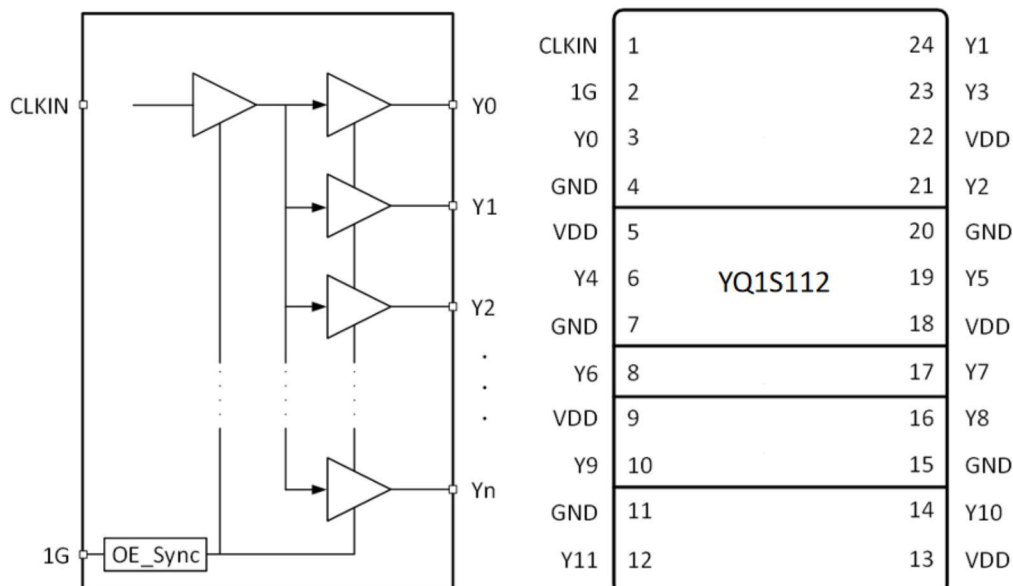 CLKIN
Y0
Y1
Y2
Yn
1G
OE_Sync
CLKIN 1 24 Y1
1G 2 23 Y3
Y0 3 22 VDD
GND 4 21 Y2
VDD 5 20 GND
Y4 6 YQ1S112 19 Y5
GND 7 18 VDD
Y6 8 17 Y7
VDD 9 16 Y8
Y9 10 15 GND
GND 11 14 Y10
Y11 12 13 VDD